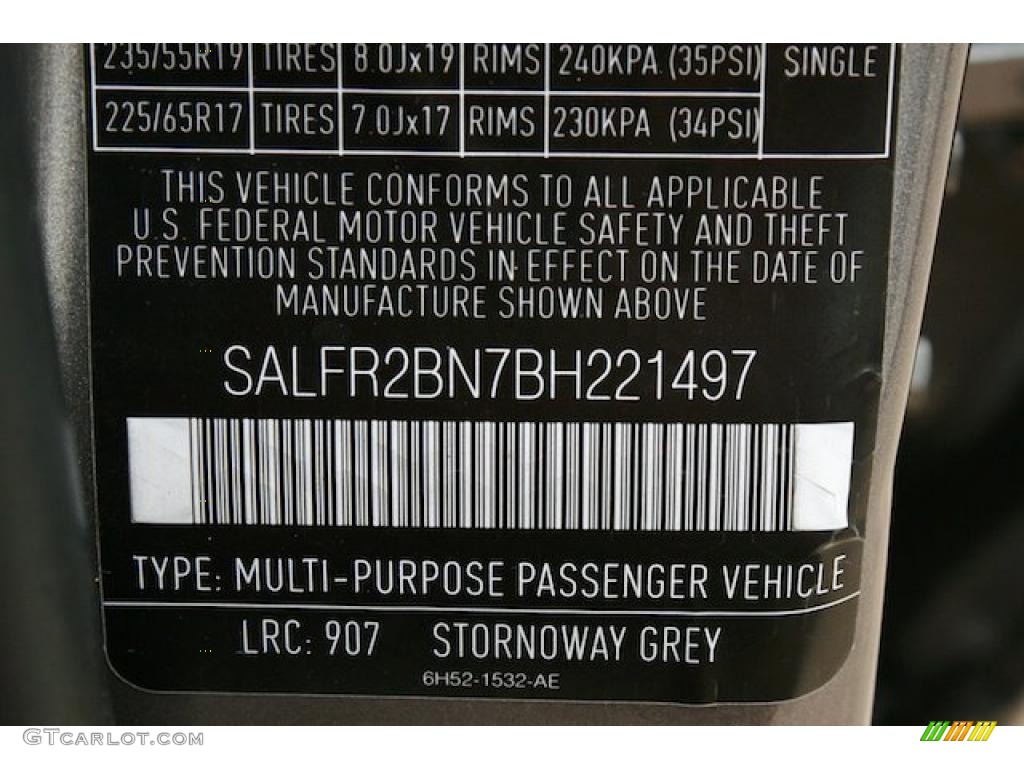 235/55R19 TIRES 8.0Jx19 RIMS 240KPA (35PSI) SINGLE
225/65R17 TIRES 7.0Jx17 RIMS 230KPA (34PSI)
THIS VEHICLE CONFORMS TO ALL APPLICABLE
U.S. FEDERAL MOTOR VEHICLE SAFETY AND THEFT
PREVENTION STANDARDS IN EFFECT ON THE DATE OF
MANUFACTURE SHOWN ABOVE
SALFR2BN7BH221497
TYPE: MULTI-PURPOSE PASSENGER VEHICLE
LRC: 907 STORNOWAY GREY
6H52-1532-AE
GTCARLOT.COM